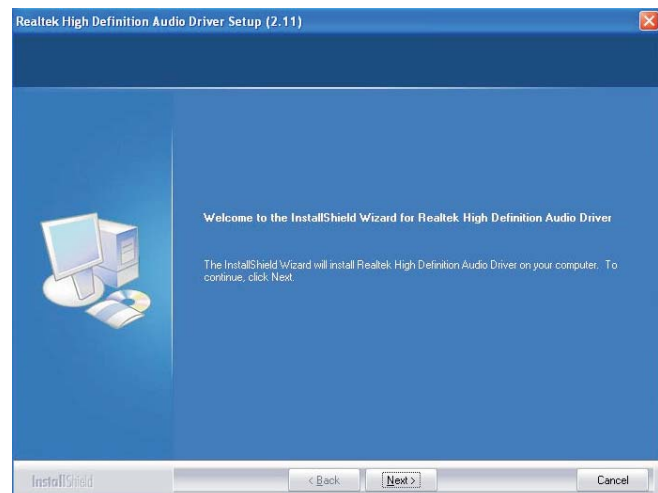 Realtek High Definition Audio Driver Setup (2.11)
Welcome to the InstallShield Wizard for Realtek High Definition Audio Driver
The InstallShield Wizard will install Realtek High Definition Audio Driver on your computer. To
continue, click Next.
InstallShield
< Back
Next >
Cancel